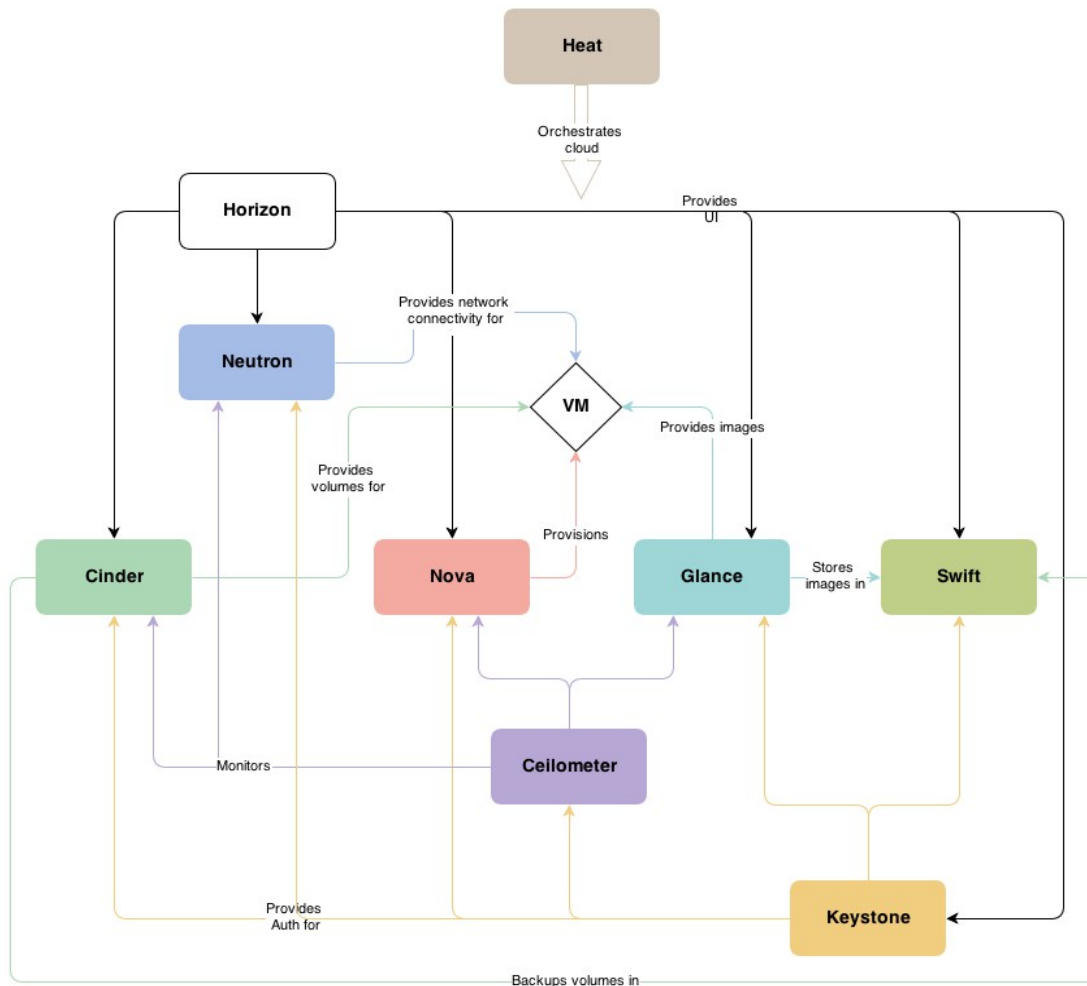 Heat
Orchestrates
cloud
Horizon
Provides
UI
Provides network
connectivity for
Neutron
VM
Provides images
Provides
volumes for
Provisions
Cinder
Nova
Glance
Stores
images in
Swift
Ceilometer
Monitors
Keystone
Provides
Auth for
Backups volumes in